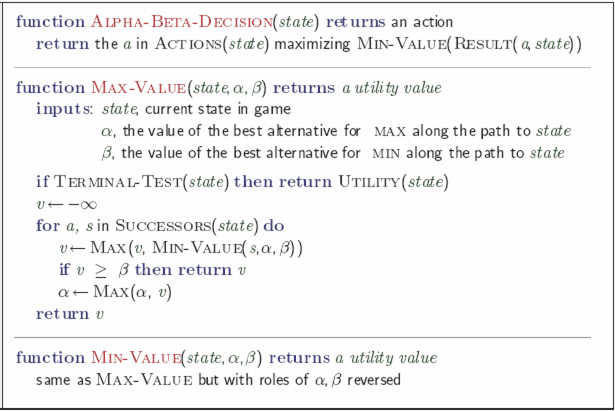 function ALPHA-BETA-DECISION(state) returns an action
return the a in ACTIONS(state) maximizing MIN-VALUE(RESULT(a, state))
function MAX-VALUE(state, α, β) returns a utility value
inputs: state, current state in game
α, the value of the best alternative for MAX along the path to state
β, the value of the best alternative for MIN along the path to state
if TERMINAL-TEST(state) then return UTILITY(state)
v ← −∞
for a, s in SUCCESSORS(state) do
v ← MAX(v, MIN-VALUE(s, α, β))
if v ≥ β then return v
α ← MAX(α, v)
return v
function MIN-VALUE(state, α, β) returns a utility value
same as MAX-VALUE but with roles of α, β reversed